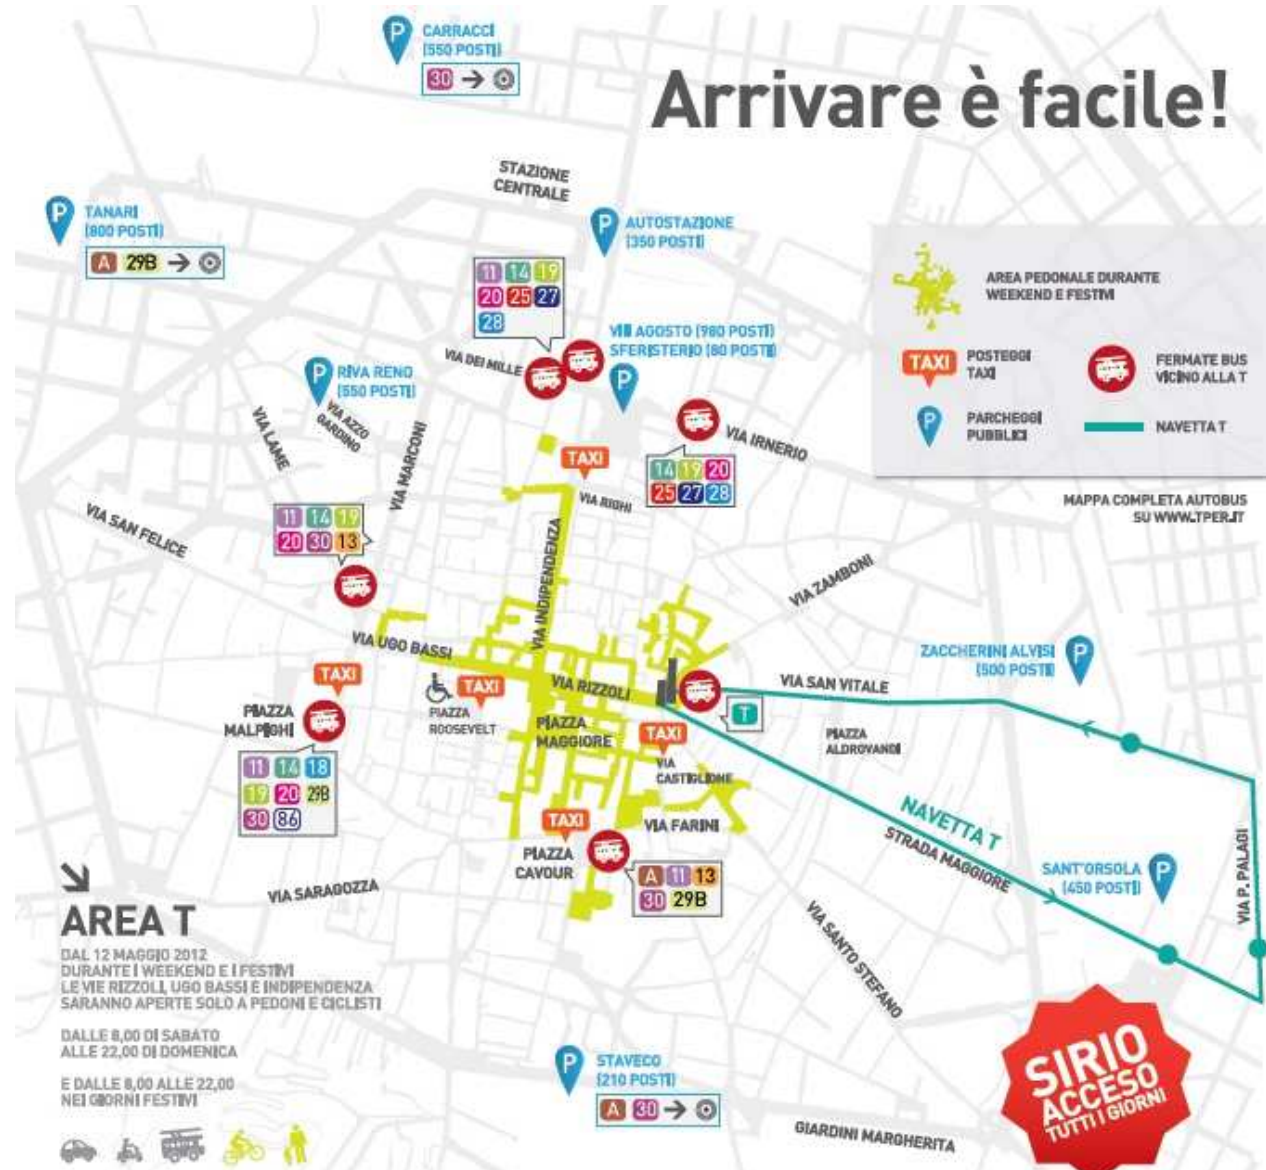 CARRACCI
(550 POSTI)
30
Arrivare è facile!
STAZIONE
CENTRALE
TANARI
(800 POSTI)
A 29B
AUTOSTAZIONE
(350 POSTI)
11 14 19
20 25 27
28
AREA PEDONALE DURANTE
WEEKEND E FESTIVI
VIII AGOSTO (980 POSTI)
SFERISTERIO (80 POSTI)
VIA DEI MILLE
TAXI
POSTEGGI
TAXI
FERMATE BUS
VICINO ALLA T
P
PARCHEGGI
PUBBLICI
NAVETTA T
MAPPA COMPLETA AUTOBUS
SU WWW.TPER.IT
RIVA RENO
(550 POSTI)
VIA AZZO
GARDINO
VIA LAME
VIA MARCONI
VIA IRNERIO
TAXI
14 19 20
25 27 28
VIA RIGHI
VIA SAN FELICE
11 14 19
20 30 13
VIA INDIPENDENZA
VIA ZAMBONI
VIA UGO BASSI
ZACCHERINI ALVISI
(500 POSTI)
TAXI
TAXI
VIA RIZZOLI
VIA SAN VITALE
T
PIAZZA
MALPIGHI
PIAZZA
ROOSEVELT
PIAZZA
MAGGIORE
TAXI
PIAZZA
ALDROVANDI
VIA
CASTIGLIONE
11 14 18
19 20 29B
30 86
TAXI
VIA FARINI
NAVETTA T
STRADA MAGGIORE
VIA P. PALAGI
PIAZZA
CAVOUR
A 11 13
30 29B
SANT'ORSOLA
(450 POSTI)
VIA SARAGOZZA
VIA SANTO STEFANO
AREA T
DAL 12 MAGGIO 2012
DURANTE I WEEKEND E I FESTIVI
LE VIE RIZZOLI, UGO BASSI E INDIPENDENZA
SARANNO APERTE SOLO A PEDONI E CICLISTI
DALLE 8,00 DI SABATO
ALLE 22,00 DI DOMENICA
E DALLE 8,00 ALLE 22,00
NEI GIORNI FESTIVI
STAVECO
(210 POSTI)
A 30
GIARDINI MARGHERITA
SIRIO
ACCESO
TUTTI I GIORNI